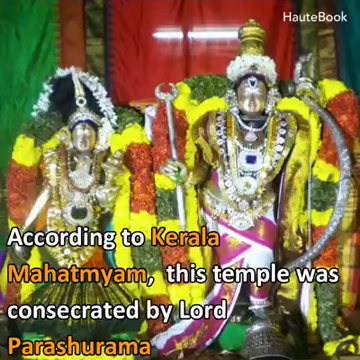 HauteBook
According to Kerala
Mahatmyam, this temple was
consecrated by Lord
Parashurama